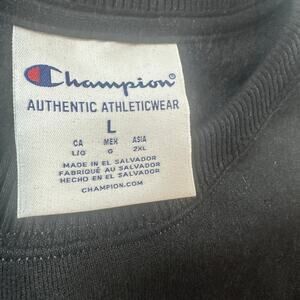 Champion®
AUTHENTIC ATHLETICWEAR
L
CA MEX ASIA
L/G G 2XL
MADE IN EL SALVADOR
FABRIQUÉ AU SALVADOR
HECHO EN EL SALVADOR
CHAMPION.COM